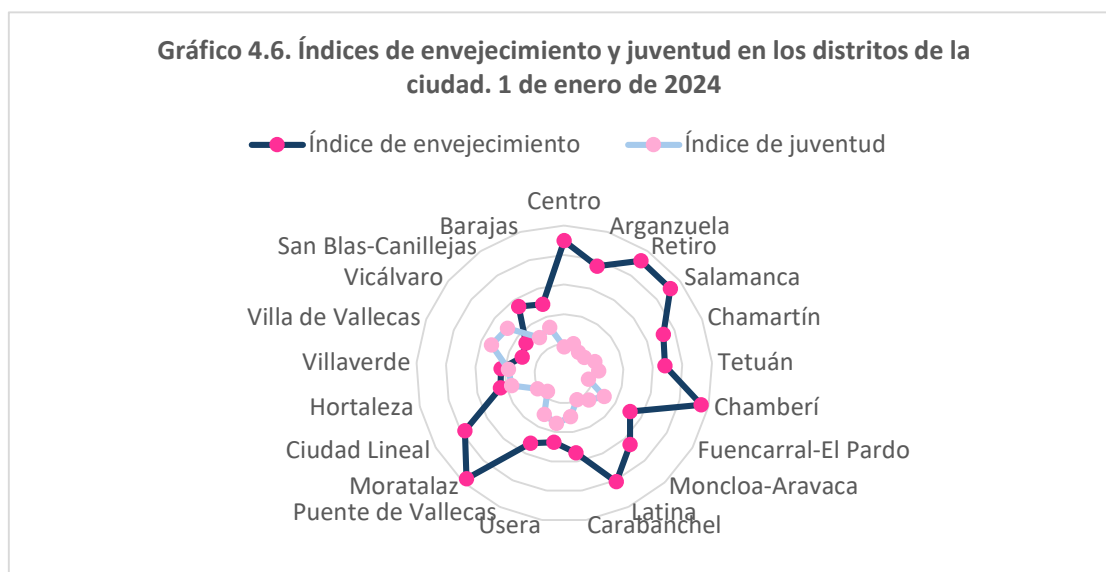 Gráfico 4.6. Índices de envejecimiento y juventud en los distritos de la
ciudad. 1 de enero de 2024
Índice de envejecimiento
Índice de juventud
Centro
Arganzuela
Retiro
Salamanca
Chamartín
Tetuán
Chamberí
Fuencarral-El Pardo
Moncloa-Aravaca
Latina
Carabanchel
Usera
Puente de Vallecas
Moratalaz
Ciudad Lineal
Hortaleza
Villaverde
Villa de Vallecas
Vicálvaro
San Blas-Canillejas
Barajas